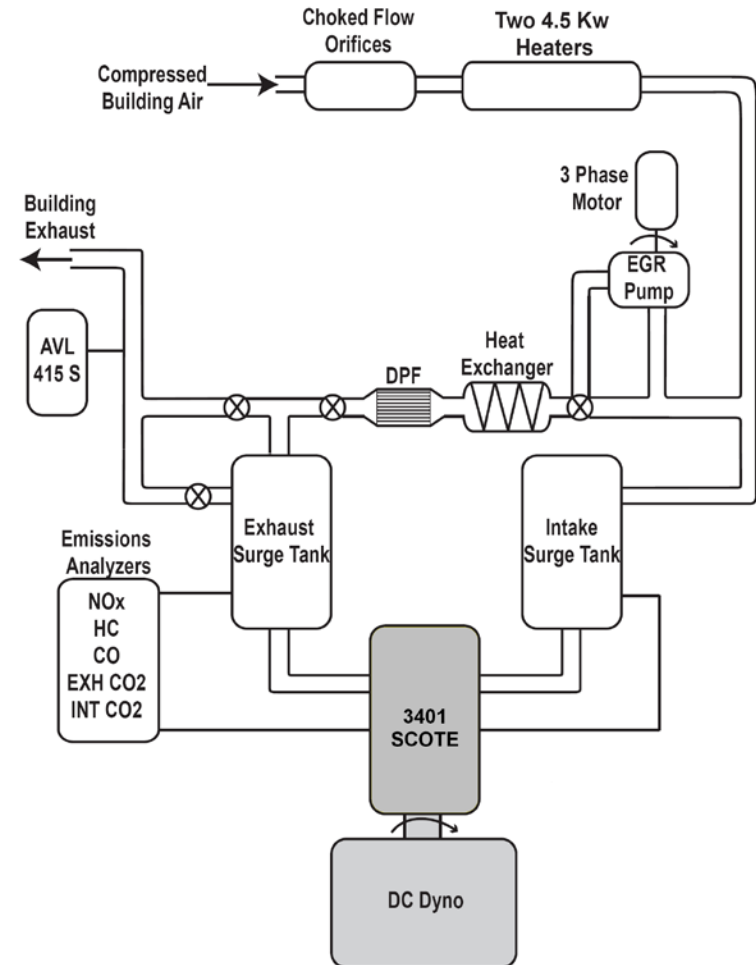 Choked Flow
Orifices
Two 4.5 Kw
Heaters
Compressed
Building Air
3 Phase
Motor
Building
Exhaust
EGR
Pump
AVL
415 S
Heat
Exchanger
DPF
Exhaust
Surge Tank
Intake
Surge Tank
Emissions
Analyzers
NOx
HC
CO
EXH CO2
INT CO2
3401
SCOTE
DC Dyno